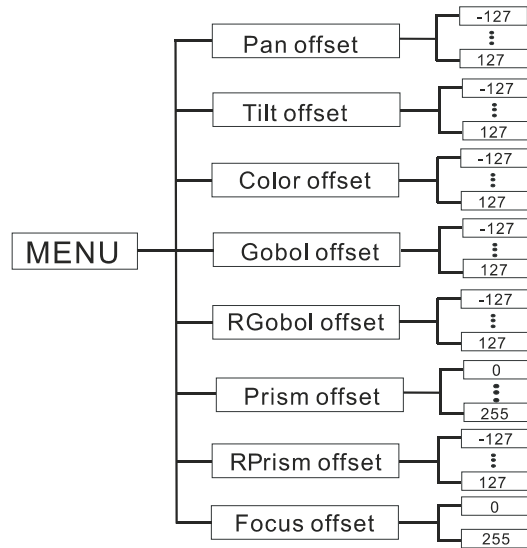 MENU
Pan offset
-127
127
Tilt offset
-127
127
Color offset
-127
127
Gobol offset
-127
127
RGobol offset
-127
127
Prism offset
0
255
RPrism offset
-127
127
Focus offset
0
255